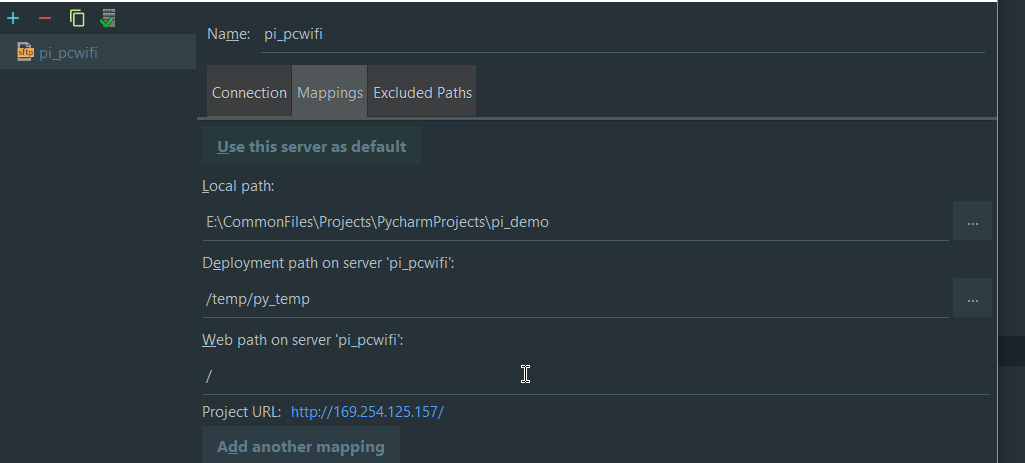 Name: pi_pcwifi
sftp pi_pcwifi
Connection Mappings Excluded Paths
Use this server as default
Local path:
E:\CommonFiles\Projects\PycharmProjects\pi_demo
...
Deployment path on server 'pi_pcwifi':
/temp/py_temp
...
Web path on server 'pi_pcwifi':
/
Project URL: http://169.254.125.157/
Add another mapping